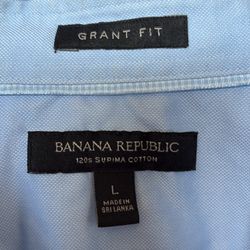 GRANT FIT
BANANA REPUBLIC
120s SUPIMA COTTON
L
MADE IN
SRI LANKA